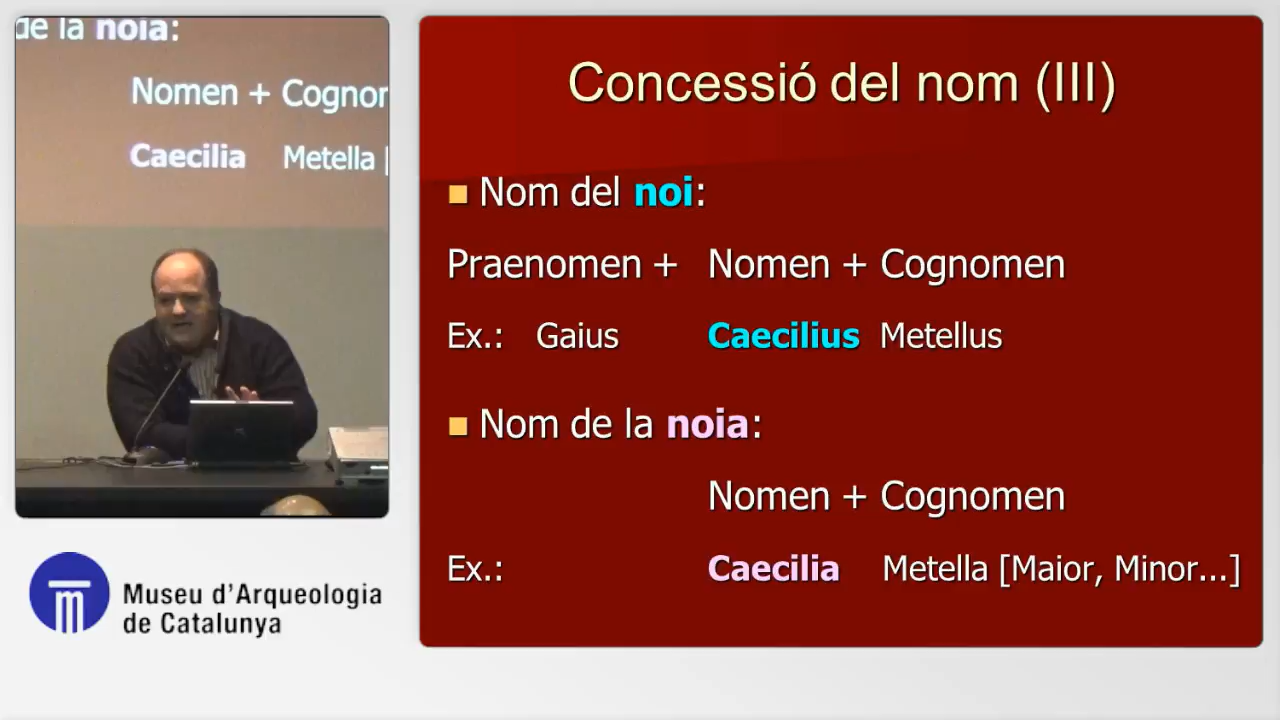 de la noia:
Nomen + Cognom
Caecilia Metella [
Museu d'Arqueologia
de Catalunya
Concessió del nom (III)
Nom del noi:
Praenomen + Nomen + Cognomen
Ex.: Gaius Caecilius Metellus
Nom de la noia:
Nomen + Cognomen
Ex.: Caecilia Metella [Maior, Minor...]